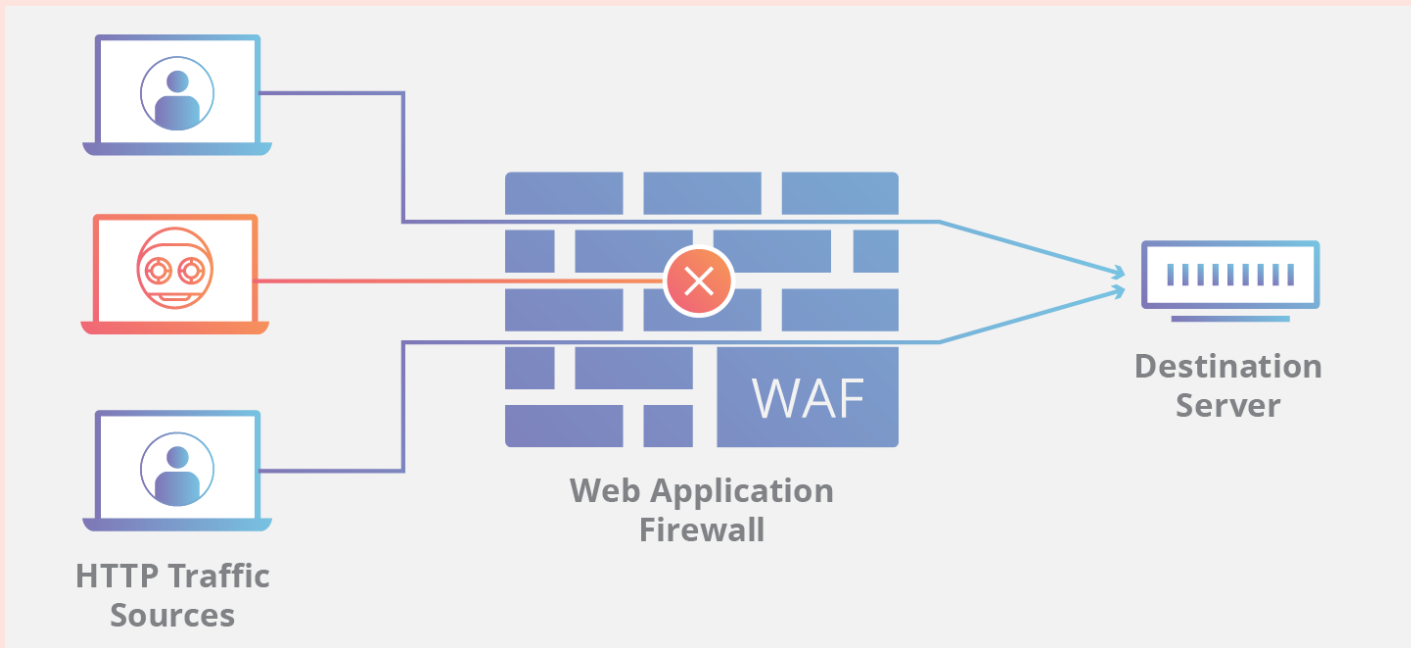 WAF
Web Application
Firewall
Destination
Server
HTTP Traffic
Sources